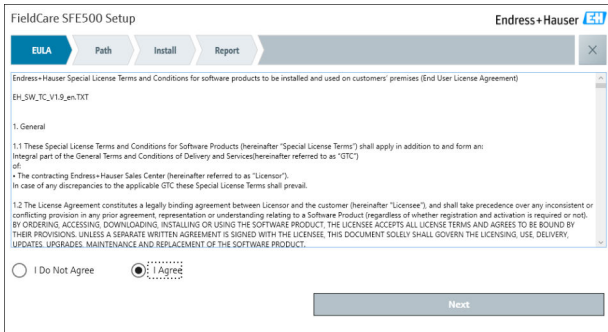 FieldCare SFE500 Setup
Endress+Hauser EH
EULA Path Install Report
Endress+Hauser Special License Terms and Conditions for software products to be installed and used on customers' premises (End User License Agreement)
EH_SW_TC_V1.9_en.TXT
1. General
1.1 These Special License Terms and Conditions for Software Products (hereinafter "Special License Terms") shall apply in addition to and form an:
Integral part of the General Terms and Conditions of Delivery and Services(hereinafter referred to as "GTC")
of:
• The contracting Endress+Hauser Sales Center (hereinafter referred to as "Licensor").
In case of any discrepancies to the applicable GTC these Special License Terms shall prevail.
1.2 The License Agreement constitutes a legally binding agreement between Licensor and the customer (hereinafter "Licensee"), and shall take precedence over any inconsistent or
conflicting provision in any prior agreement, representation or understanding relating to a Software Product (regardless of whether registration and activation is required or not).
BY ORDERING, ACCESSING, DOWNLOADING, INSTALLING OR USING THE SOFTWARE PRODUCT, THE LICENSEE ACCEPTS ALL LICENSE TERMS AND AGREES TO BE BOUND BY
THEIR PROVISIONS. UNLESS A SEPARATE WRITTEN AGREEMENT IS SIGNED WITH THE LICENSEE, THIS DOCUMENT SOLELY SHALL GOVERN THE LICENSING, USE, DELIVERY,
UPDATES, UPGRADES, MAINTENANCE AND REPLACEMENT OF THE SOFTWARE PRODUCT.
I Do Not Agree I Agree
Next